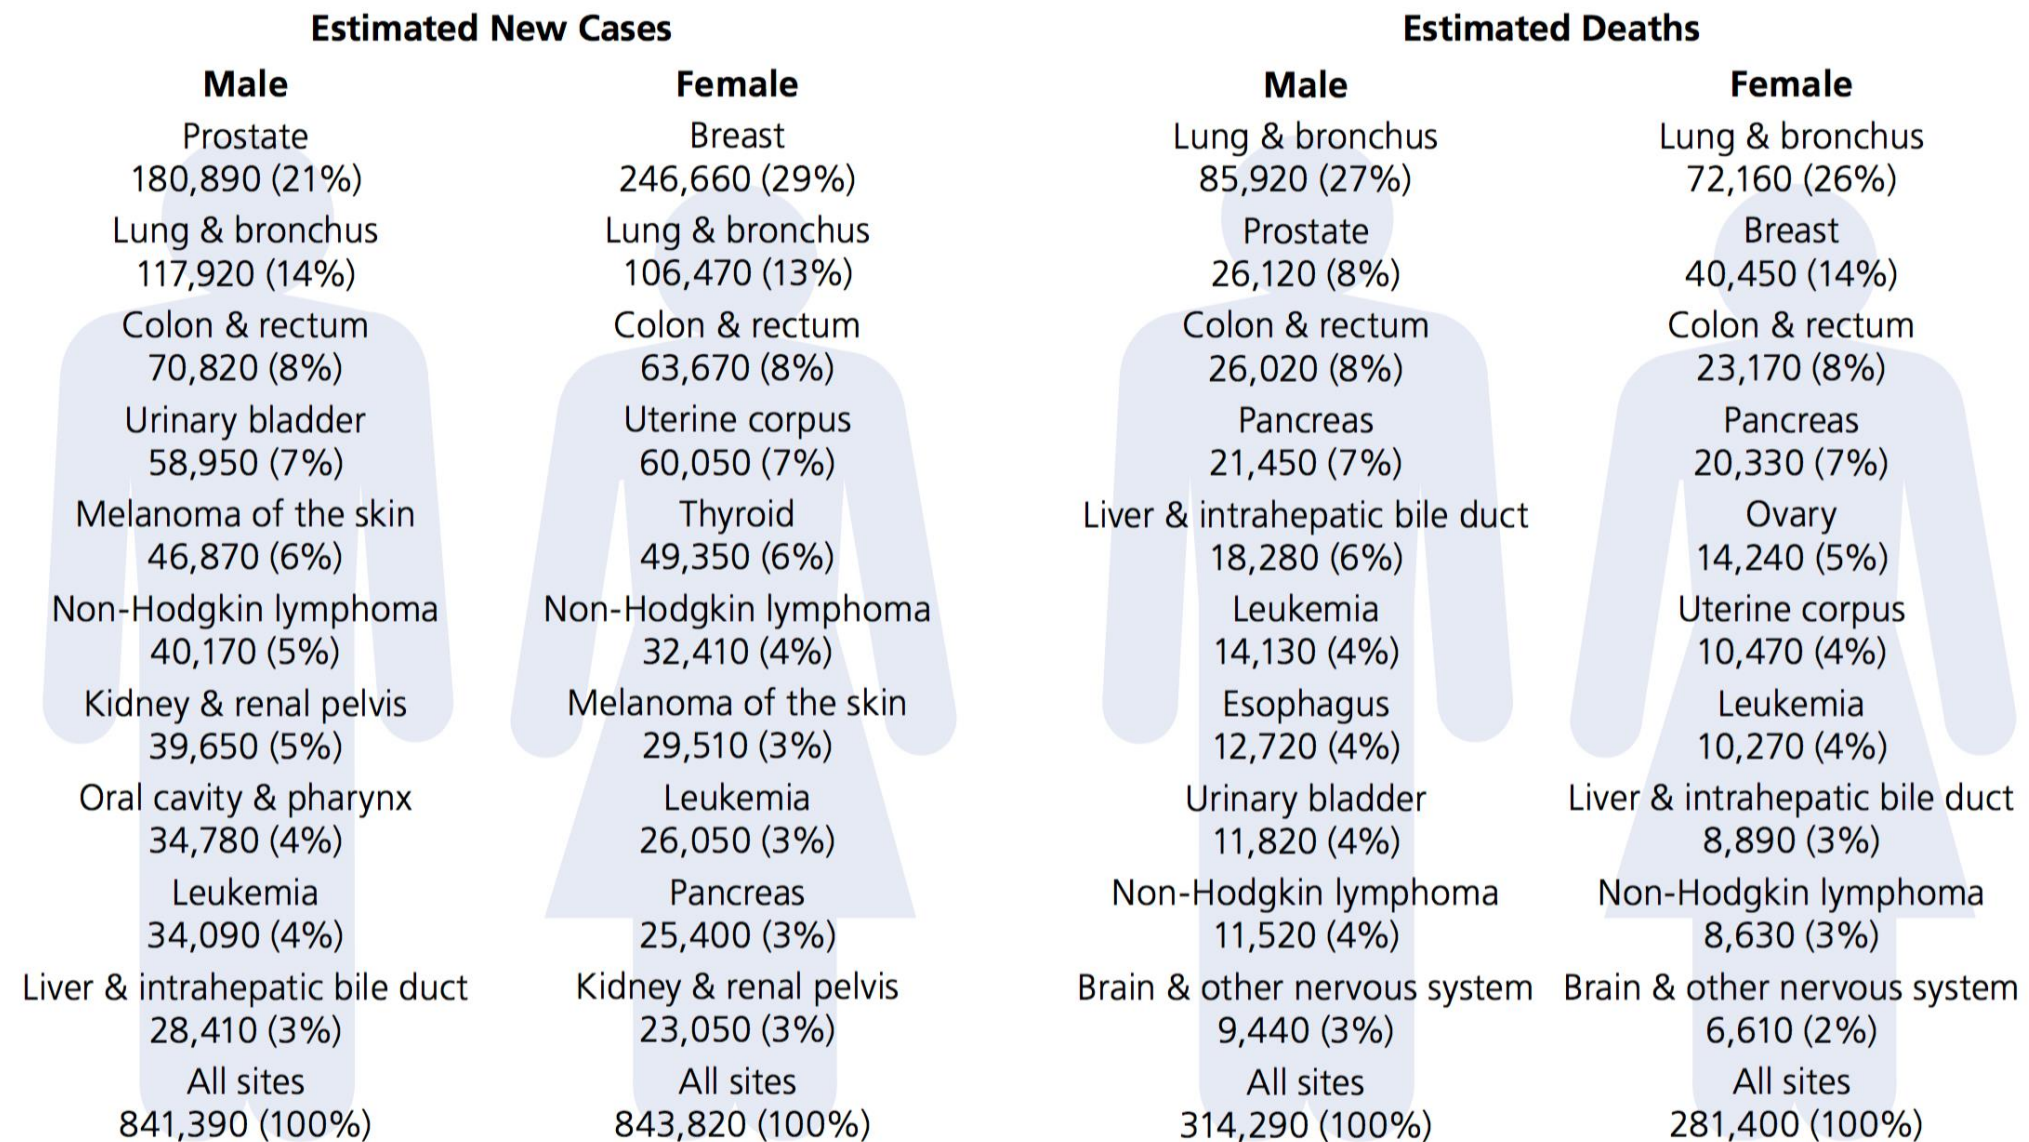 Estimated New Cases
Male
Prostate
180,890 (21%)
Lung & bronchus
117,920 (14%)
Colon & rectum
70,820 (8%)
Urinary bladder
58,950 (7%)
Melanoma of the skin
46,870 (6%)
Non-Hodgkin lymphoma
40,170 (5%)
Kidney & renal pelvis
39,650 (5%)
Oral cavity & pharynx
34,780 (4%)
Leukemia
34,090 (4%)
Liver & intrahepatic bile duct
28,410 (3%)
All sites
841,390 (100%)
Female
Breast
246,660 (29%)
Lung & bronchus
106,470 (13%)
Colon & rectum
63,670 (8%)
Uterine corpus
60,050 (7%)
Thyroid
49,350 (6%)
Non-Hodgkin lymphoma
32,410 (4%)
Melanoma of the skin
29,510 (3%)
Leukemia
26,050 (3%)
Pancreas
25,400 (3%)
Kidney & renal pelvis
23,050 (3%)
All sites
843,820 (100%)
Estimated Deaths
Male
Lung & bronchus
85,920 (27%)
Prostate
26,120 (8%)
Colon & rectum
26,020 (8%)
Pancreas
21,450 (7%)
Liver & intrahepatic bile duct
18,280 (6%)
Leukemia
14,130 (4%)
Esophagus
12,720 (4%)
Urinary bladder
11,820 (4%)
Non-Hodgkin lymphoma
11,520 (4%)
Brain & other nervous system
9,440 (3%)
All sites
314,290 (100%)
Female
Lung & bronchus
72,160 (26%)
Breast
40,450 (14%)
Colon & rectum
23,170 (8%)
Pancreas
20,330 (7%)
Ovary
14,240 (5%)
Uterine corpus
10,470 (4%)
Leukemia
10,270 (4%)
Liver & intrahepatic bile duct
8,890 (3%)
Non-Hodgkin lymphoma
8,630 (3%)
Brain & other nervous system
6,610 (2%)
All sites
281,400 (100%)